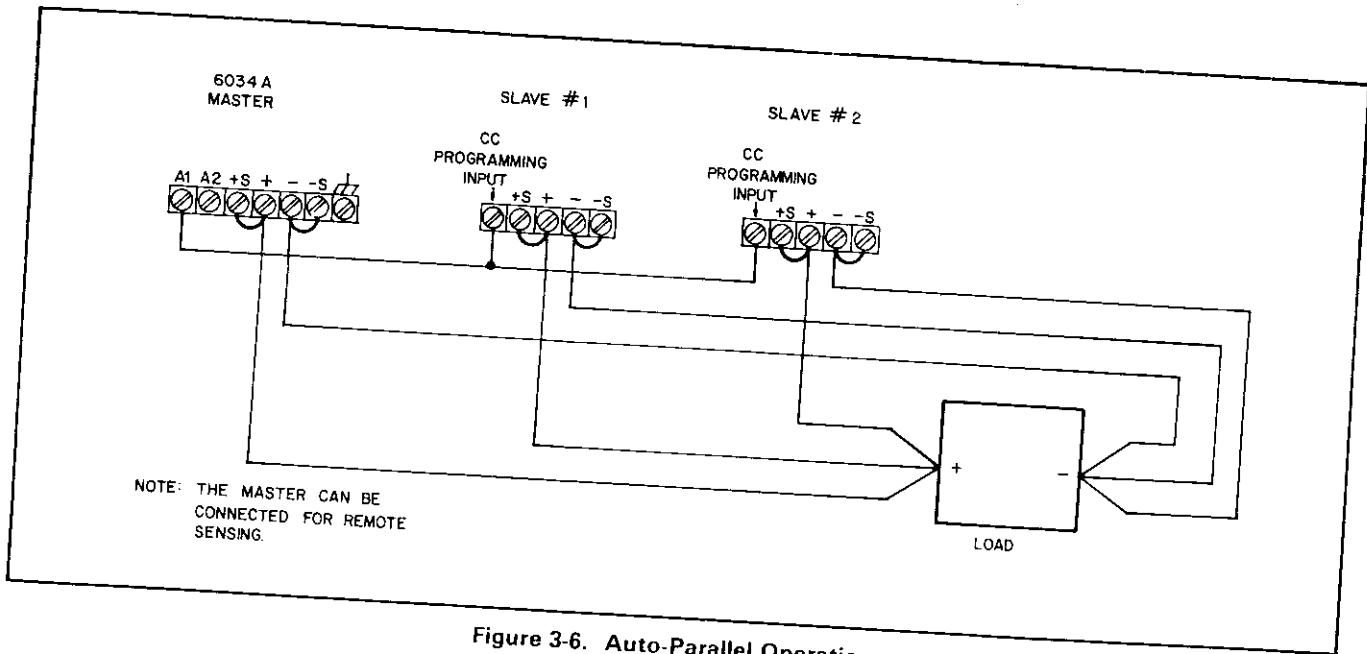 6034A
MASTER
A1 A2 +S + - -S
SLAVE #1
CC
PROGRAMMING
INPUT
+S + - -S
SLAVE #2
CC
PROGRAMMING
INPUT
+S + - -S
+ -
LOAD
NOTE: THE MASTER CAN BE
CONNECTED FOR REMOTE
SENSING.
Figure 3-6. Auto-Parallel